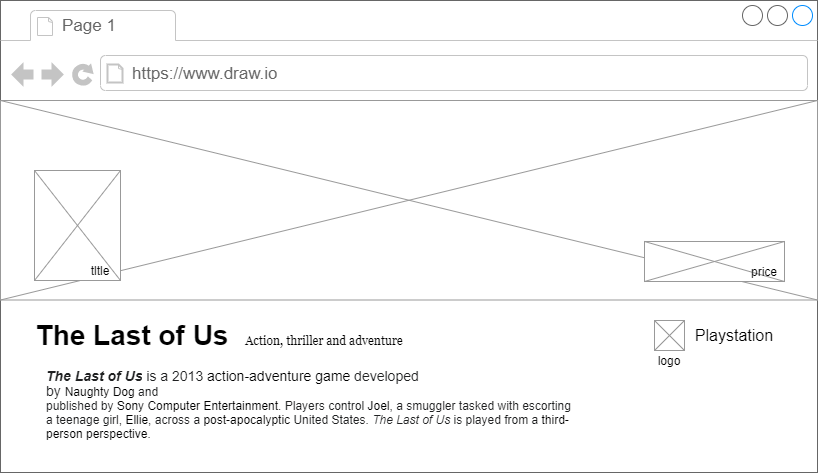 Page 1
https://www.draw.io
title
price
The Last of Us Action, thriller and adventure
Playstation
logo
The Last of Us is a 2013 action-adventure game developed
by Naughty Dog and
published by Sony Computer Entertainment. Players control Joel, a smuggler tasked with escorting
a teenage girl, Ellie, across a post-apocalyptic United States. The Last of Us is played from a third-
person perspective.